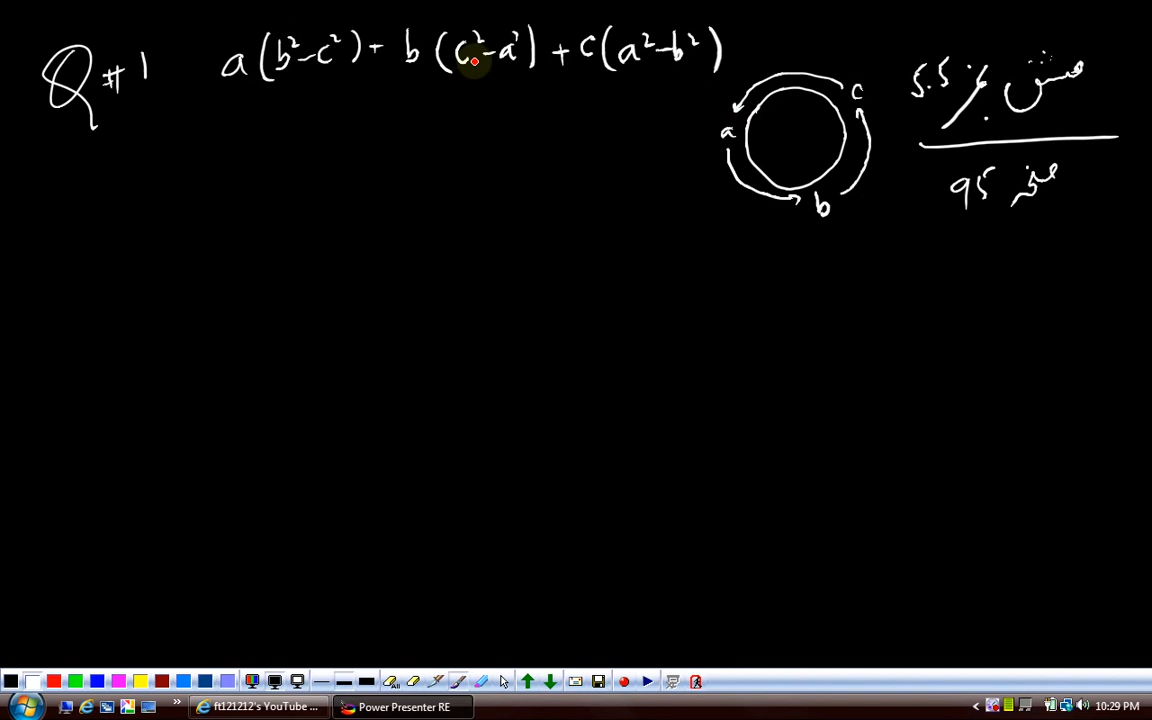 Q #1 a(b²-c²) + b(c²-a²) + c(a²-b²)
c
a
b
مشق نمبر 5.5
صفحہ 95
ft121212's YouTube ...
Power Presenter RE
10:29 PM